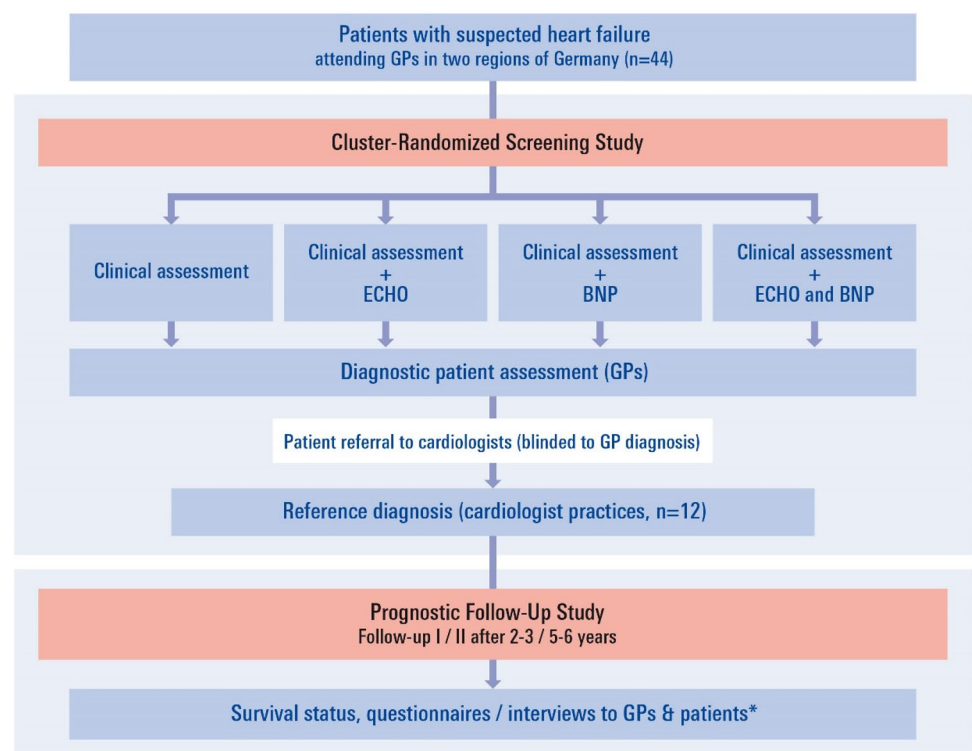 Patients with suspected heart failure
attending GPs in two regions of Germany (n=44)
Cluster-Randomized Screening Study
Clinical assessment
Clinical assessment
+
ECHO
Clinical assessment
+
BNP
Clinical assessment
+
ECHO and BNP
Diagnostic patient assessment (GPs)
Patient referral to cardiologists (blinded to GP diagnosis)
Reference diagnosis (cardiologist practices, n=12)
Prognostic Follow-Up Study
Follow-up I / II after 2-3 / 5-6 years
Survival status, questionnaires / interviews to GPs & patients*